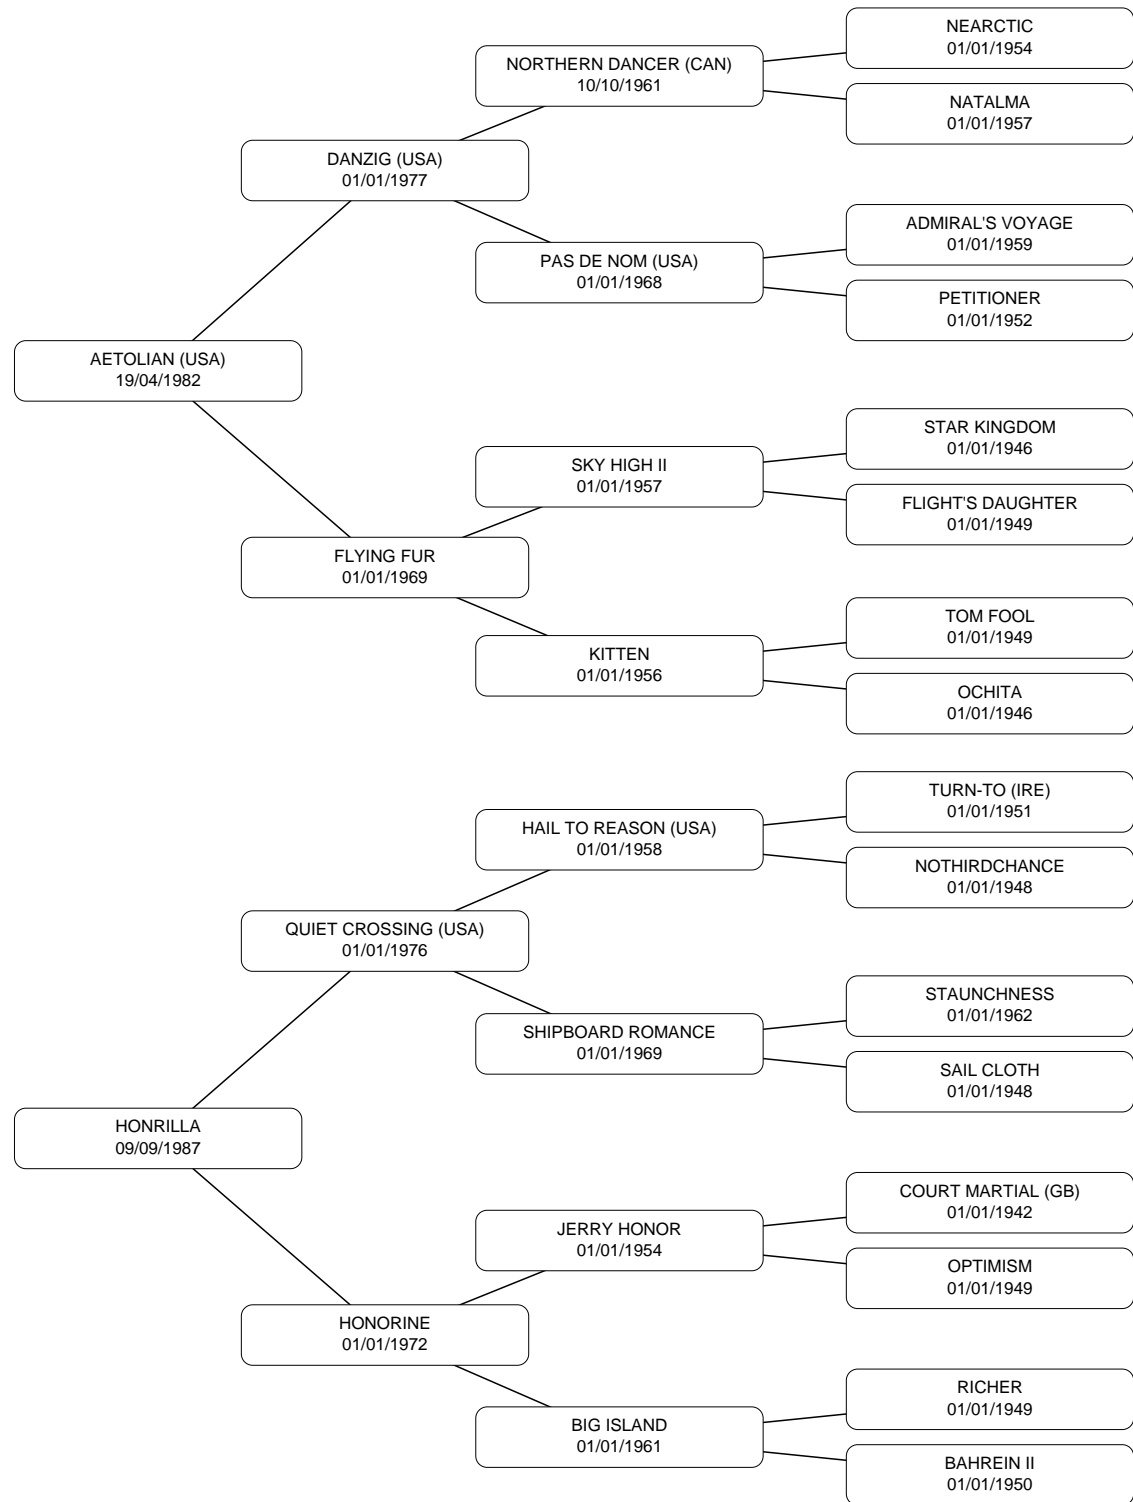 NEARCTIC
01/01/1954
NORTHERN DANCER (CAN)
10/10/1961
NATALMA
01/01/1957
DANZIG (USA)
01/01/1977
ADMIRAL'S VOYAGE
01/01/1959
PAS DE NOM (USA)
01/01/1968
PETITIONER
01/01/1952
AETOLIAN (USA)
19/04/1982
STAR KINGDOM
01/01/1946
SKY HIGH II
01/01/1957
FLIGHT'S DAUGHTER
01/01/1949
FLYING FUR
01/01/1969
TOM FOOL
01/01/1949
KITTEN
01/01/1956
OCHITA
01/01/1946
TURN-TO (IRE)
01/01/1951
HAIL TO REASON (USA)
01/01/1958
NOTHIRDCHANCE
01/01/1948
QUIET CROSSING (USA)
01/01/1976
STAUNCHNESS
01/01/1962
SHIPBOARD ROMANCE
01/01/1969
SAIL CLOTH
01/01/1948
HONRILLA
09/09/1987
COURT MARTIAL (GB)
01/01/1942
JERRY HONOR
01/01/1954
OPTIMISM
01/01/1949
HONORINE
01/01/1972
RICHER
01/01/1949
BIG ISLAND
01/01/1961
BAHREIN II
01/01/1950